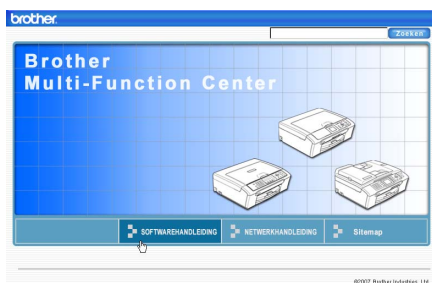 brother
Zoeken
Brother
Multi-Function Center
SOFTWAREHANDLEIDING NETWERKHANDLEIDING Sitemap
©2007 Brother Industries, Ltd.